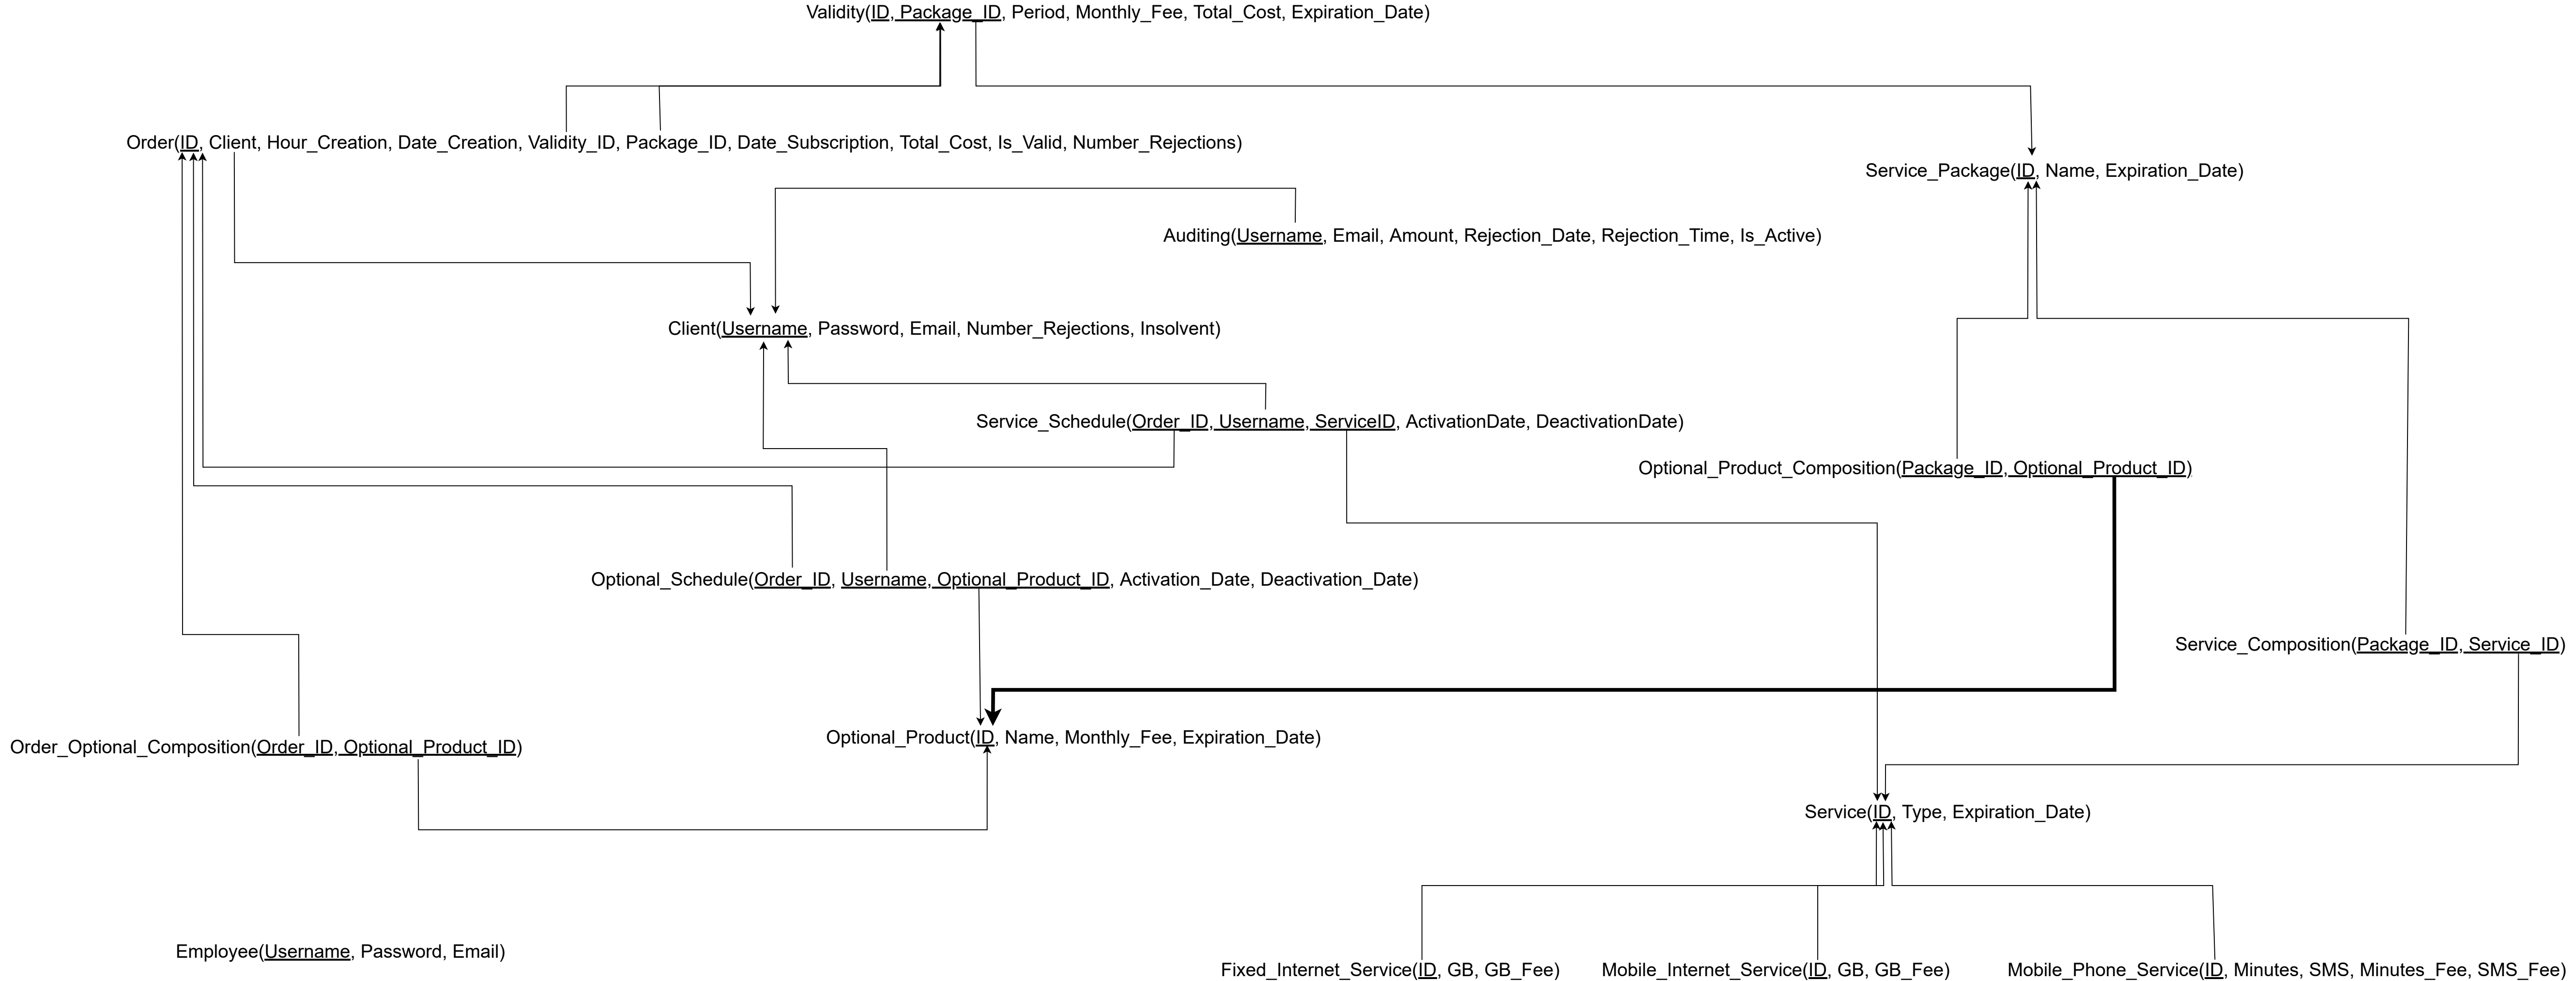 Validity(ID, Package_ID, Period, Monthly_Fee, Total_Cost, Expiration_Date)
Order(ID, Client, Hour_Creation, Date_Creation, Validity_ID, Package_ID, Date_Subscription, Total_Cost, Is_Valid, Number_Rejections)
Service_Package(ID, Name, Expiration_Date)
Auditing(Username, Email, Amount, Rejection_Date, Rejection_Time, Is_Active)
Client(Username, Password, Email, Number_Rejections, Insolvent)
Service_Schedule(Order_ID, Username, ServiceID, ActivationDate, DeactivationDate)
Optional_Product_Composition(Package_ID, Optional_Product_ID)
Optional_Schedule(Order_ID, Username, Optional_Product_ID, Activation_Date, Deactivation_Date)
Service_Composition(Package_ID, Service_ID)
Optional_Product(ID, Name, Monthly_Fee, Expiration_Date)
Order_Optional_Composition(Order_ID, Optional_Product_ID)
Service(ID, Type, Expiration_Date)
Employee(Username, Password, Email)
Fixed_Internet_Service(ID, GB, GB_Fee)
Mobile_Internet_Service(ID, GB, GB_Fee)
Mobile_Phone_Service(ID, Minutes, SMS, Minutes_Fee, SMS_Fee)